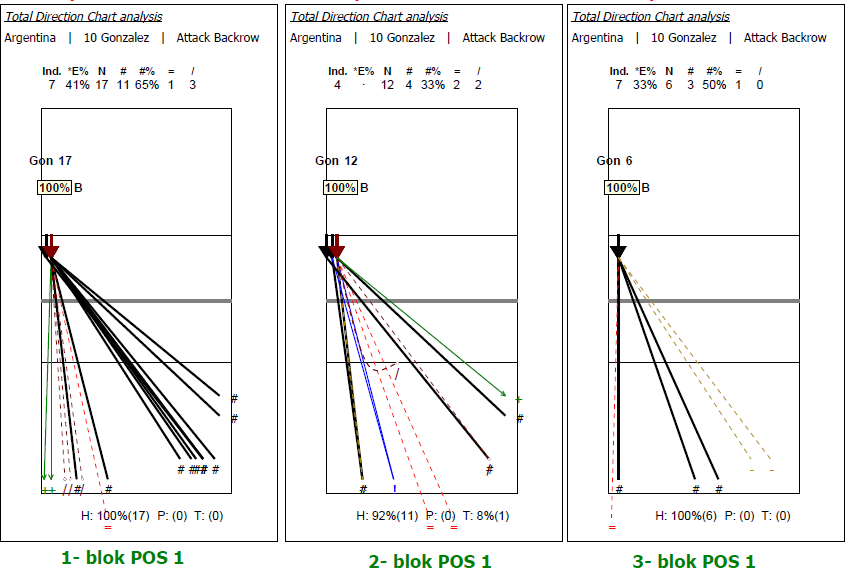 Total Direction Chart analysis
Argentina | 10 Gonzalez | Attack Backrow
Ind. *E% N # #% = /
7 41% 17 11 65% 1 3
Gon 17
100% B
#
#
# ### #
++ //#/ #
H: 100%(17) P: (0) T: (0)
=
1- blok POS 1
Total Direction Chart analysis
Argentina | 10 Gonzalez | Attack Backrow
Ind. *E% N # #% = /
4 . 12 4 33% 2 2
Gon 12
100% B
/
+
#
#
# !
H: 92%(11) P: (0) T: 8%(1)
= =
2- blok POS 1
Total Direction Chart analysis
Argentina | 10 Gonzalez | Attack Backrow
Ind. *E% N # #% = /
7 33% 6 3 50% 1 0
Gon 6
100% B
- -
# # #
H: 100%(6) P: (0) T: (0)
=
3- blok POS 1